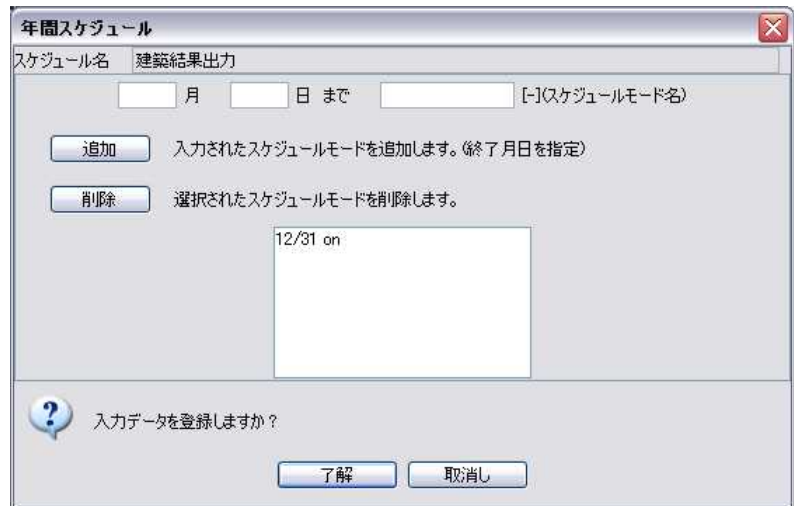 年間スケジュール
スケジュール名 建築結果出力
月 日 まで [-](スケジュールモード名)
追加 入力されたスケジュールモードを追加します。(終了月日を指定)
削除 選択されたスケジュールモードを削除します。
12/31 on
入力データを登録しますか?
了解 取消し